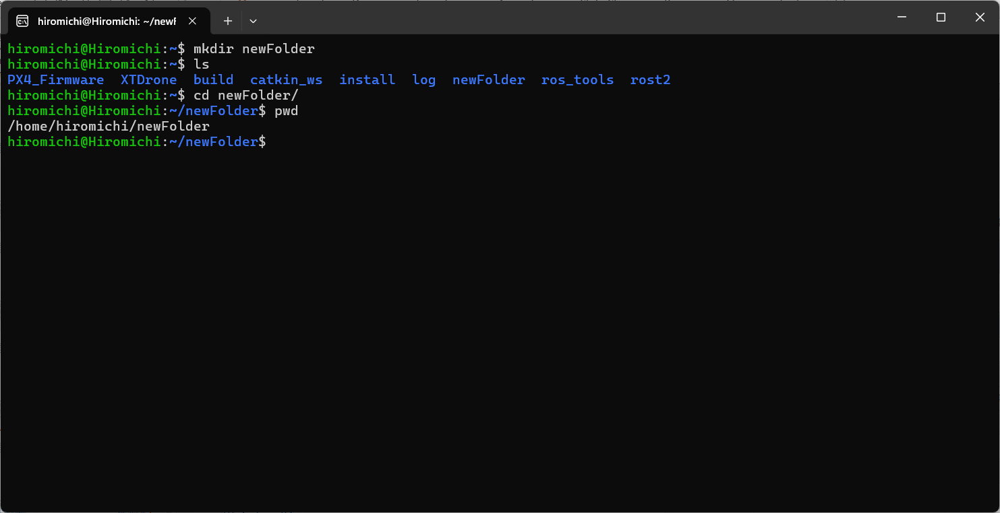 hiromichi@Hiromichi: ~/newF
hiromichi@Hiromichi:~$ mkdir newFolder
hiromichi@Hiromichi:~$ ls
PX4_Firmware  XTDrone  build  catkin_ws  install  log  newFolder  ros_tools  rost2
hiromichi@Hiromichi:~$ cd newFolder/
hiromichi@Hiromichi:~/newFolder$ pwd
/home/hiromichi/newFolder
hiromichi@Hiromichi:~/newFolder$